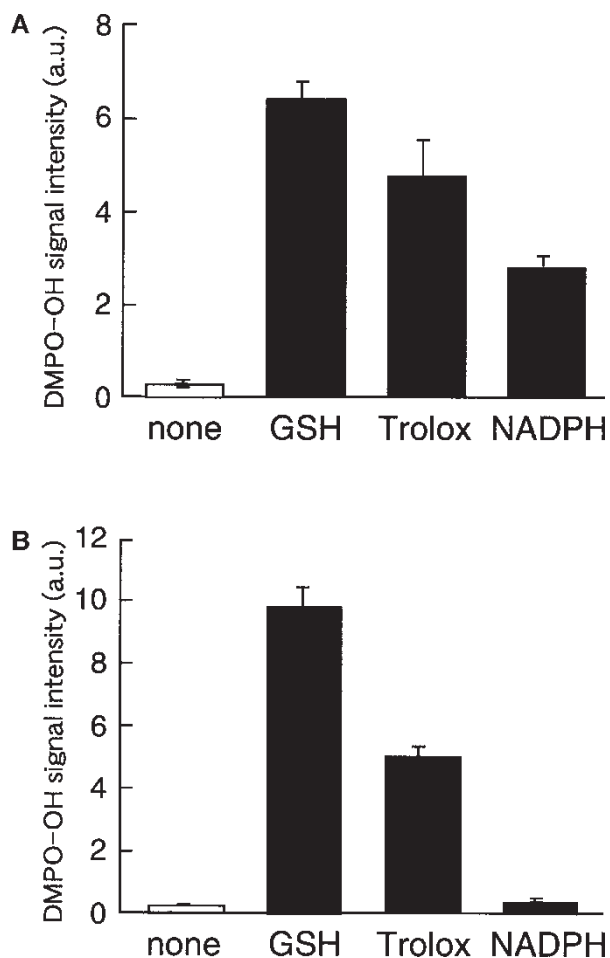 A
DMPO-OH signal intensity (a.u.)
8
6
4
2
0
none GSH Trolox NADPH
B
DMPO-OH signal intensity (a.u.)
12
10
8
6
4
2
0
none GSH Trolox NADPH